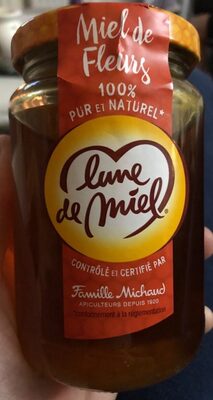 Miel de
Fleurs
100%
PUR ET NATUREL*
lune
de miel
CONTRÔLÉ ET CERTIFIÉ PAR
Famille Michaud
APICULTEURS DEPUIS 1920
*conformément à la réglementation